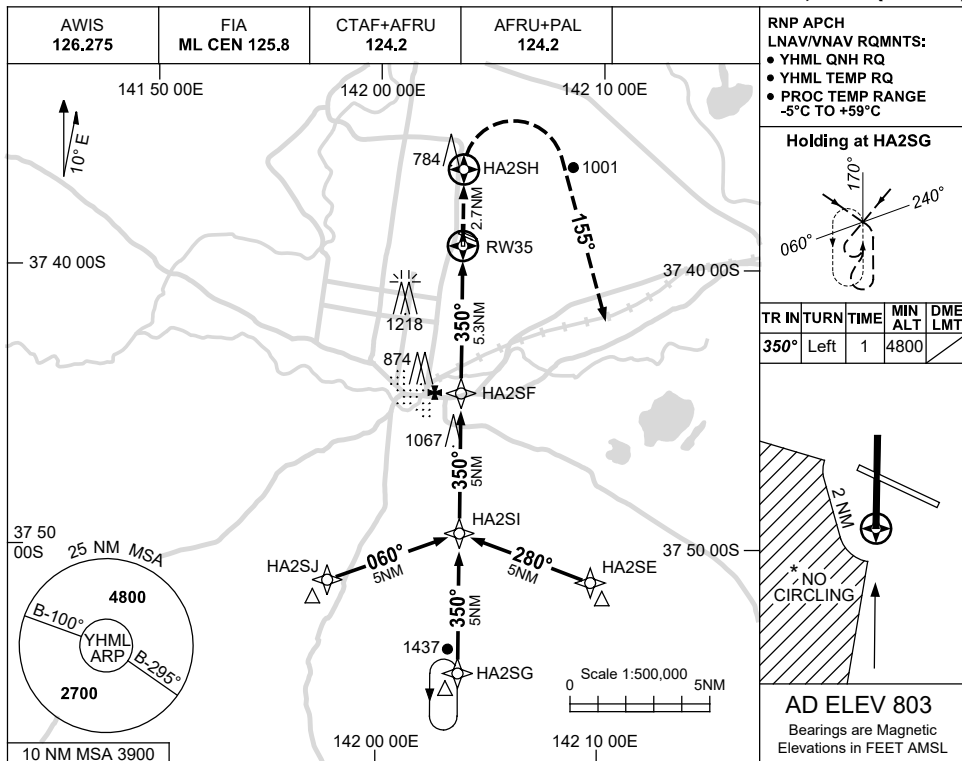 AWIS
126.275
FIA
ML CEN 125.8
CTAF+AFRU
124.2
AFRU+PAL
124.2
RNP APCH
LNAV/VNAV RQMNTS:
• YHML QNH RQ
• YHML TEMP RQ
• PROC TEMP RANGE
-5°C TO +59°C
141 50 00E
142 00 00E
142 10 00E
10° E
784
HA2SH
1001
2.7NM
RW35
155°
37 40 00S
37 40 00S
1218
350°
5.3NM
874
HA2SF
1067
350°
5NM
HA2SI
37 50
00S
37 50 00S
HA2SJ
060°
5NM
280°
5NM
HA2SE
350°
5NM
1437
HA2SG
25 NM MSA
4800
B-100°
YHML
ARP
B-295°
2700
10 NM MSA 3900
Scale 1:500,000
0
5NM
142 00 00E
142 10 00E
Holding at HA2SG
170°
240°
060°
TR IN
TURN
TIME
MIN
ALT
DME
LMT
350°
Left
1
4800
2 NM
* NO
CIRCLING
AD ELEV 803
Bearings are Magnetic
Elevations in FEET AMSL